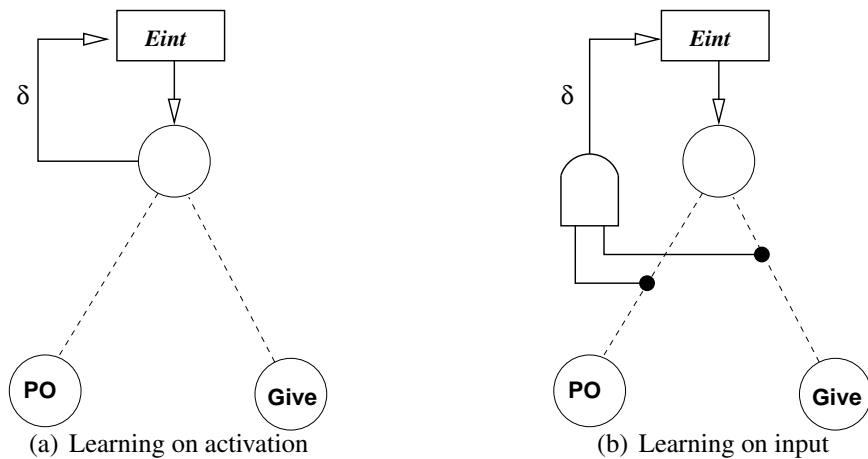 Eint
δ
PO
Give
(a) Learning on activation
Eint
δ
PO
Give
(b) Learning on input